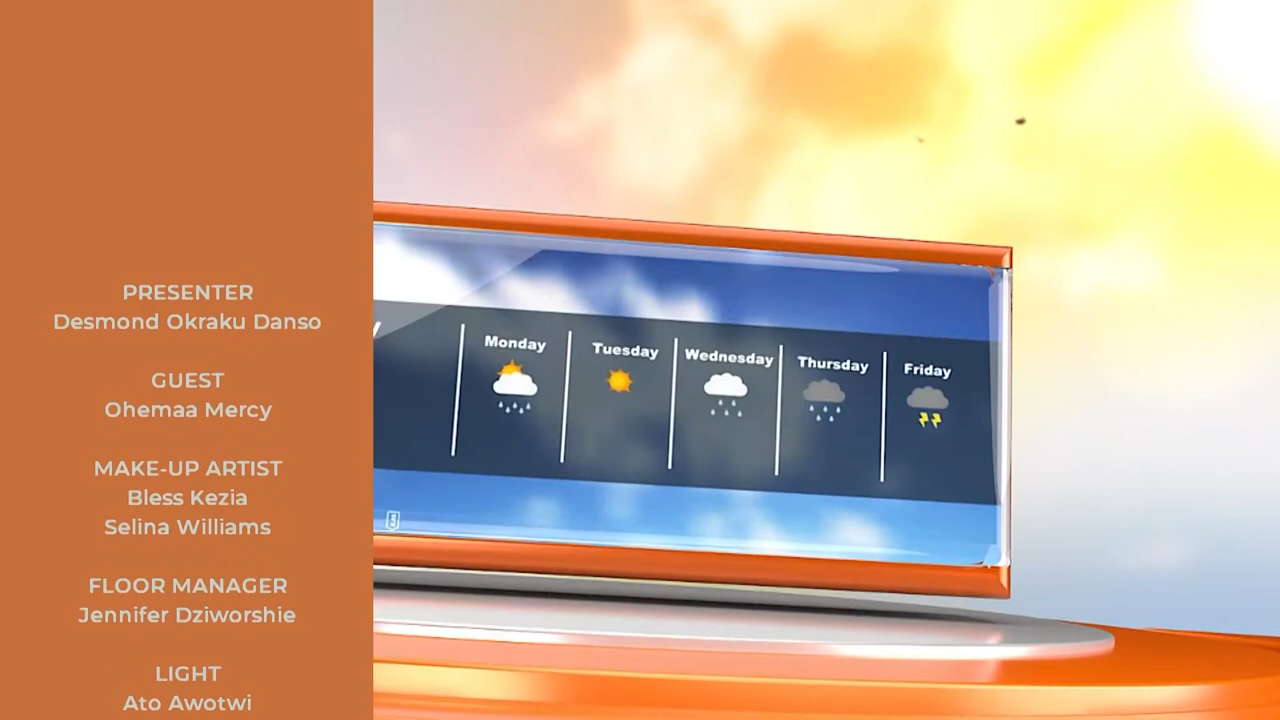 PRESENTER
Desmond Okraku Danso
GUEST
Ohemaa Mercy
MAKE-UP ARTIST
Bless Kezia
Selina Williams
FLOOR MANAGER
Jennifer Dziworshie
LIGHT
Ato Awotwi
Monday
Tuesday
Wednesday
Thursday
Friday